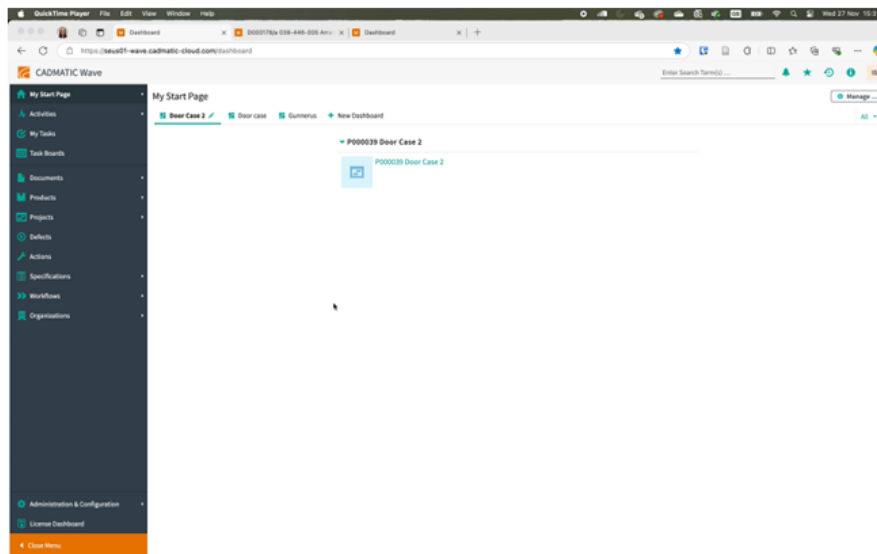 QuickTime Player File Edit View Window Help
Wed 27 Nov
Dashboard
Dashboard
https://seus01-wave.cadmatic-cloud.com/dashboard
CADMATIC Wave
Enter Search Term(s) ...
My Start Page
My Start Page
Manage ...
Activities
Door Case 2
Door case
Gunnerus
New Dashboard
All
My Tasks
P000039 Door Case 2
Task Boards
P000039 Door Case 2
Documents
Products
Projects
Defects
Actions
Specifications
Workflows
Organizations
Administration & Configuration
License Dashboard
Close Menu